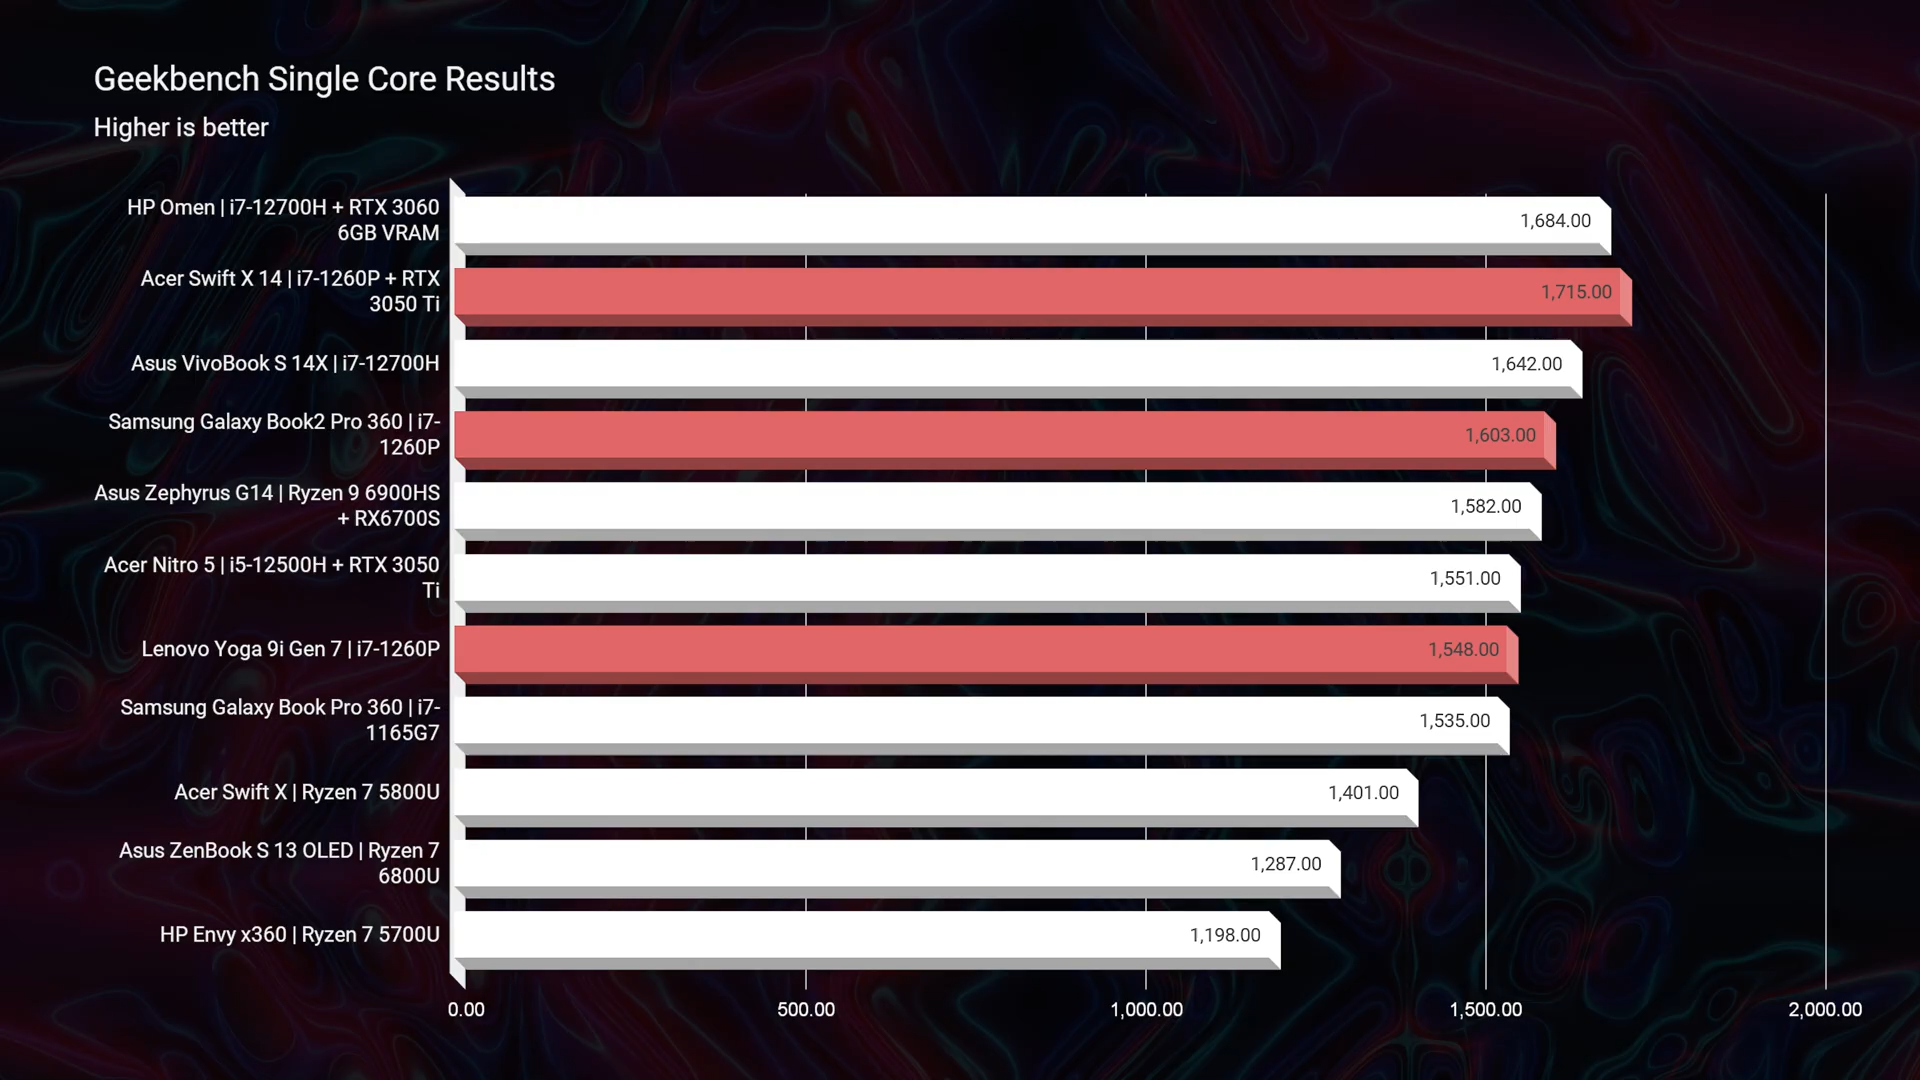 Geekbench Single Core Results
Higher is better
HP Omen | i7-12700H + RTX 3060
6GB VRAM
1,684.00
Acer Swift X 14 | i7-1260P + RTX
3050 Ti
1,715.00
Asus VivoBook S 14X | i7-12700H
1,642.00
Samsung Galaxy Book2 Pro 360 | i7-
1260P
1,603.00
Asus Zephyrus G14 | Ryzen 9 6900HS
+ RX6700S
1,582.00
Acer Nitro 5 | i5-12500H + RTX 3050
Ti
1,551.00
Lenovo Yoga 9i Gen 7 | i7-1260P
1,548.00
Samsung Galaxy Book Pro 360 | i7-
1165G7
1,535.00
Acer Swift X | Ryzen 7 5800U
1,401.00
Asus ZenBook S 13 OLED | Ryzen 7
6800U
1,287.00
HP Envy x360 | Ryzen 7 5700U
1,198.00
0.00 500.00 1,000.00 1,500.00 2,000.00